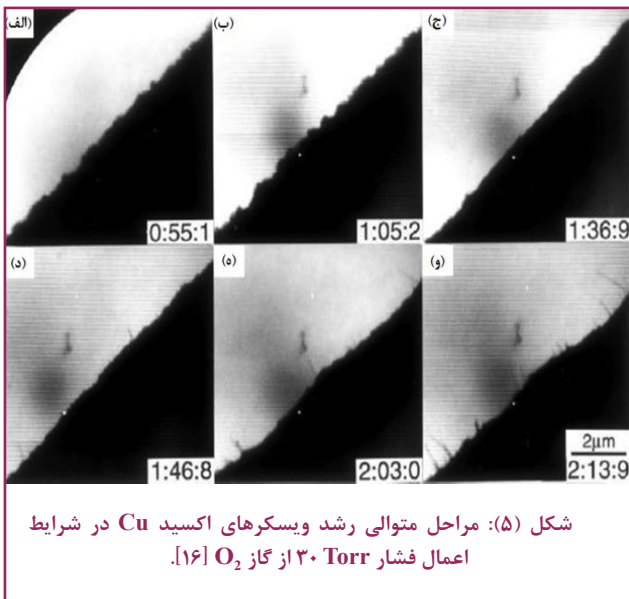 (الف)
(ب)
(ج)
0:55:1
1:05:2
1:36:9
(د)
(ه)
(و)
2µm
1:46:8
2:03:0
2:13:9
شکل (۵): مراحل متوالی رشد ویسکرهای اکسید Cu در شرایط
اعمال فشار ۳۰ Torr از گاز O₂ [۱۶].